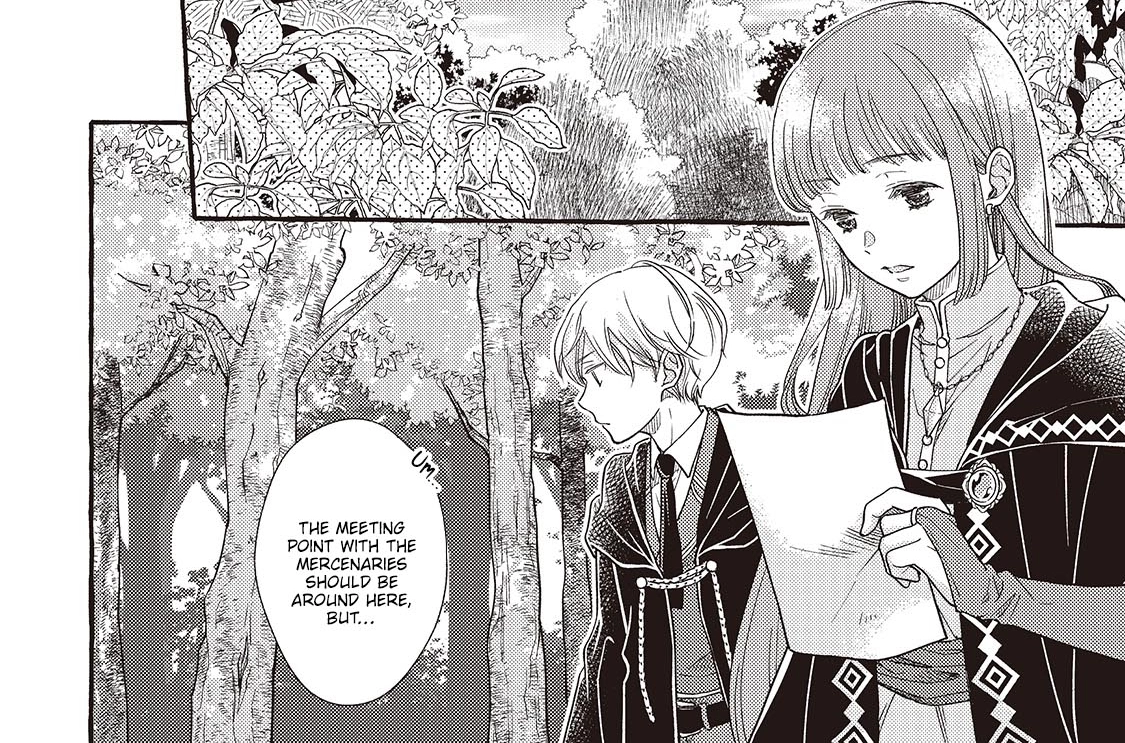 Um..
THE MEETING
POINT WITH THE
MERCENARIES
SHOULD BE
AROUND HERE,
BUT...